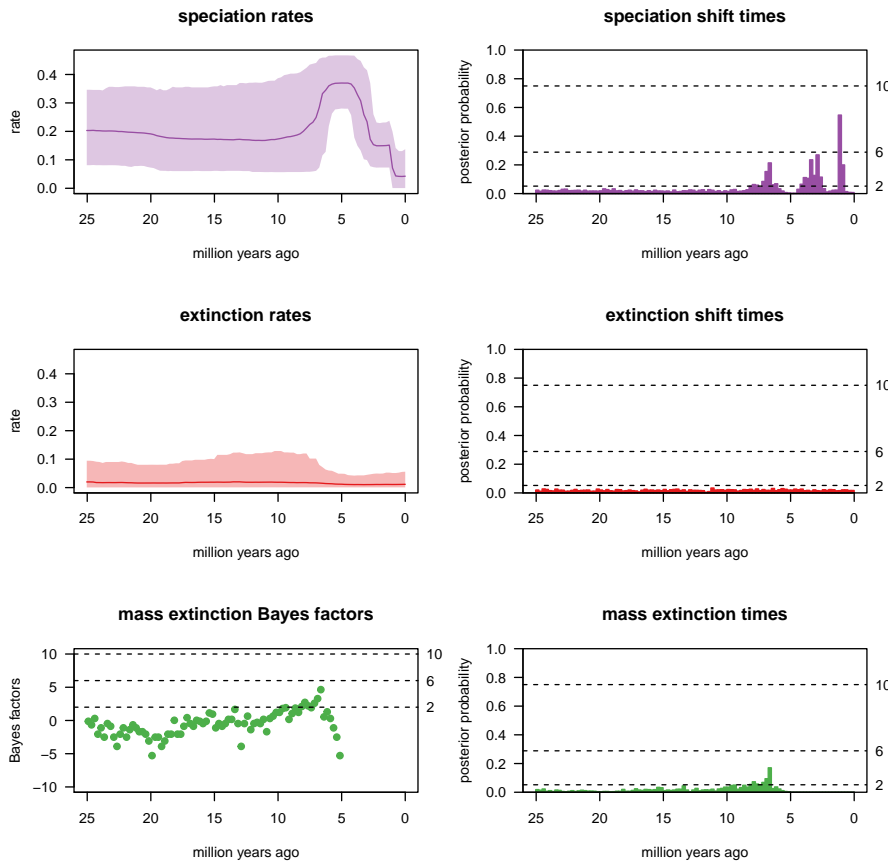 speciation rates
rate
0.0
0.1
0.2
0.3
0.4
25 20 15 10 5 0
million years ago
speciation shift times
posterior probability
0.0
0.2
0.4
0.6
0.8
1.0
10
6
2
25 20 15 10 5 0
million years ago
extinction rates
rate
0.0
0.1
0.2
0.3
0.4
25 20 15 10 5 0
million years ago
extinction shift times
posterior probability
0.0
0.2
0.4
0.6
0.8
1.0
10
6
2
25 20 15 10 5 0
million years ago
mass extinction Bayes factors
Bayes factors
−10
−5
0
5
10
10
6
2
25 20 15 10 5 0
million years ago
mass extinction times
posterior probability
0.0
0.2
0.4
0.6
0.8
1.0
10
6
2
25 20 15 10 5 0
million years ago